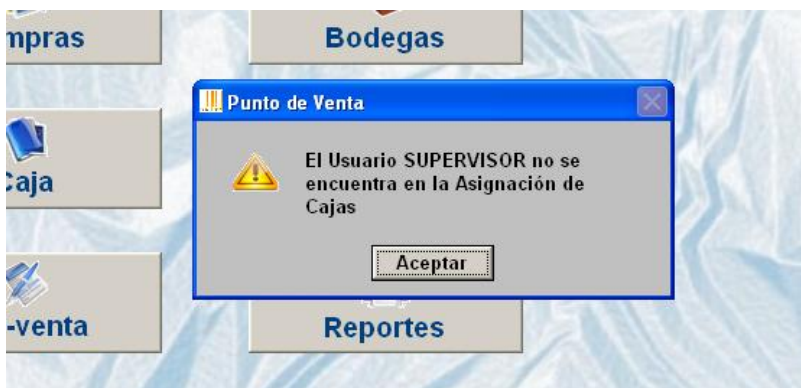 mpras
Bodegas
Punto de Venta
El Usuario SUPERVISOR no se
encuentra en la Asignación de
Cajas
Caja
Aceptar
-venta
Reportes